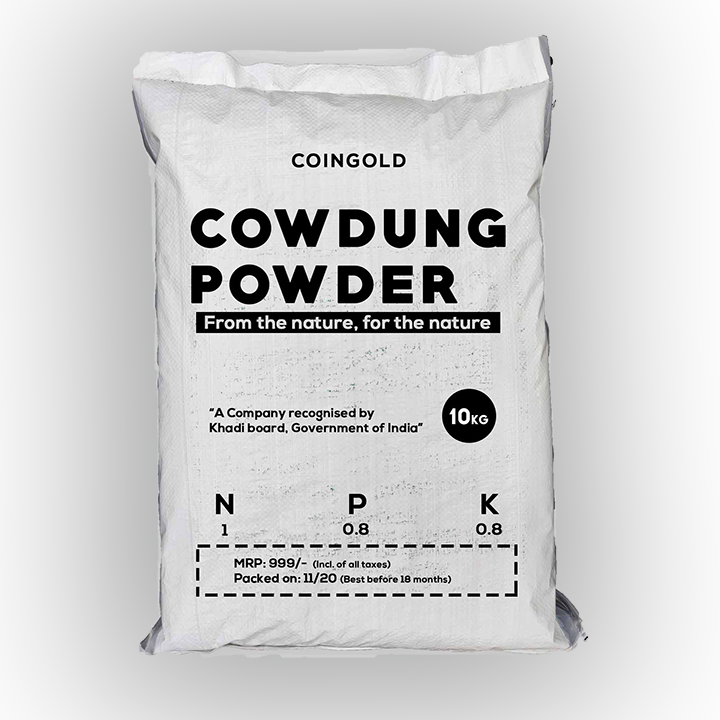 COINGOLD
COWDUNG
POWDER
From the nature, for the nature
"A Company recognised by
Khadi board, Government of India"
10KG
N P K
1 0.8 0.8
MRP: 999/- (Incl. of all taxes)
Packed on: 11/20 (Best before 18 months)